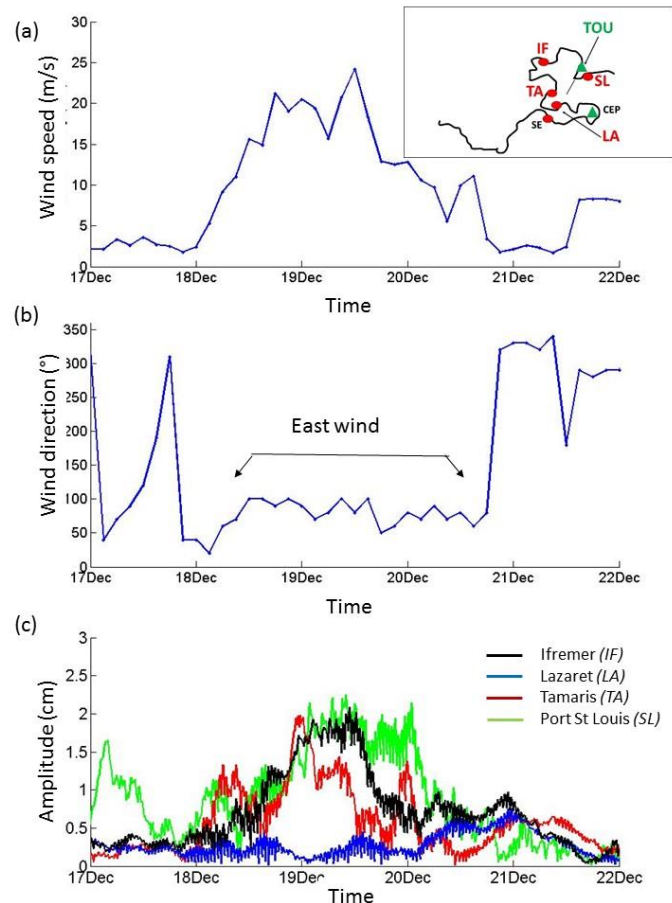 (a)
Wind speed (m/s)
30
25
20
15
10
5
0
17Dec 18Dec 19Dec 20Dec 21Dec 22Dec
Time
TOU
IF
SL
TA
CEP
SE
LA
(b)
Wind direction (°)
350
300
250
200
150
100
50
0
East wind
17Dec 18Dec 19Dec 20Dec 21Dec 22Dec
Time
(c)
Amplitude (cm)
3
2.5
2
1.5
1
0.5
0
Ifremer (IF)
Lazaret (LA)
Tamaris (TA)
Port St Louis (SL)
17Dec 18Dec 19Dec 20Dec 21Dec 22Dec
Time